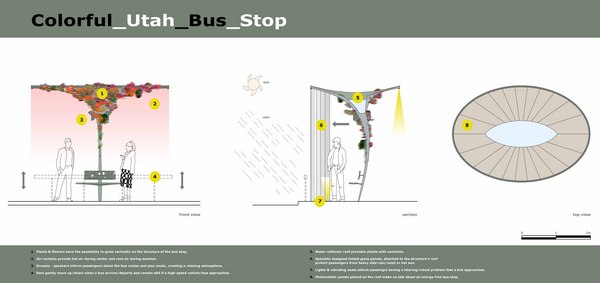 Colorful_Utah_Bus_Stop
1
2
3
4
5
6
7
8
front view
section
top view
1. Plants & flowers have the possibility to grow vertically on the structure of the bus stop.
2. Air curtains provide hot air during winter and cool air during summer.
3. Screens - speakers inform passengers about the bus routes and play music, creating a relaxing atmosphere.
4. Bars gently move up/down when a bus arrives/departs and remain still if a high speed vehicle/bus approaches.
5. Water-collector roof provides plants with nutrients.
6. Specially designed folded glass panels, attached to the structure's roof
protect passengers from heavy side rain/wind or hot sun.
7. Lights & vibrating seats inform passengers having a hearing/visual problem that a bus approaches.
8. Photovoltaic panels placed on the roof make us talk about an energy-free bus stop.